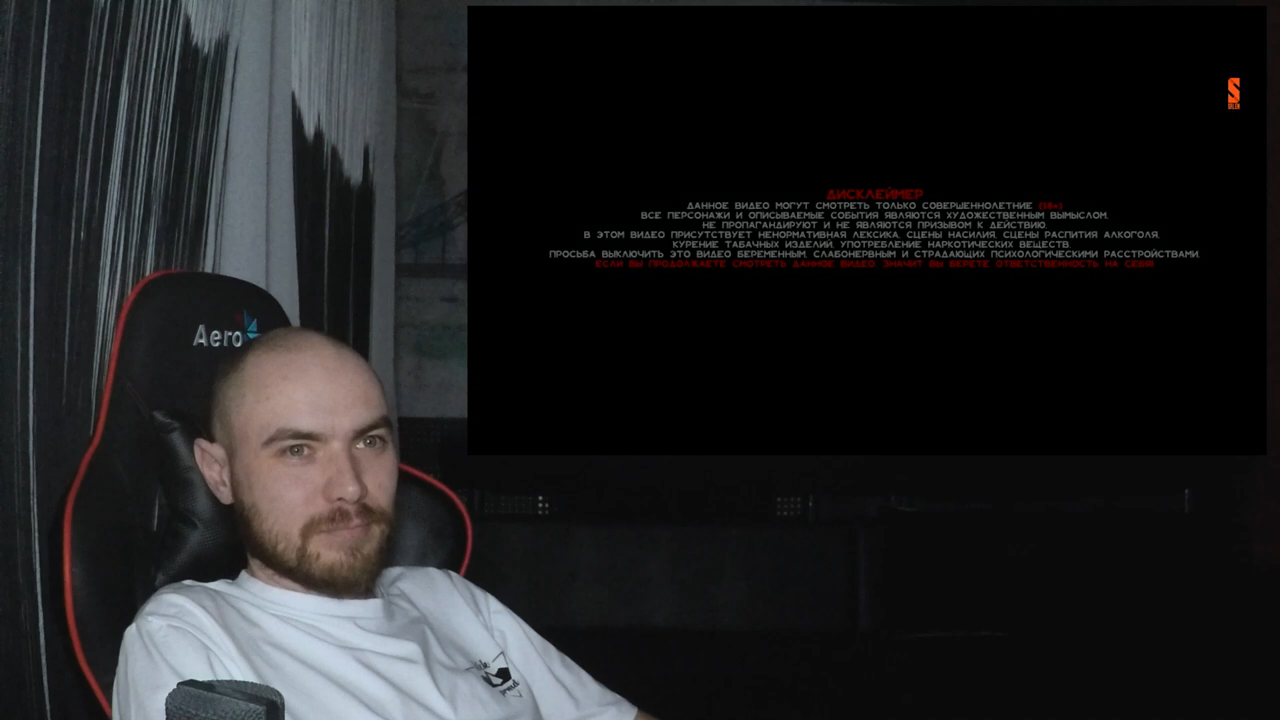 ДИСКЛЕЙМЕР
ДАННОЕ ВИДЕО МОГУТ СМОТРЕТЬ ТОЛЬКО СОВЕРШЕННОЛЕТНИЕ (18+)
ВСЕ ПЕРСОНАЖИ И ОПИСЫВАЕМЫЕ СОБЫТИЯ ЯВЛЯЮТСЯ ХУДОЖЕСТВЕННЫМ ВЫМЫСЛОМ.
НЕ ПРОПАГАНДИРУЮТ И НЕ ЯВЛЯЮТСЯ ПРИЗЫВОМ К ДЕЙСТВИЮ.
В ЭТОМ ВИДЕО ПРИСУТСТВУЕТ НЕНОРМАТИВНАЯ ЛЕКСИКА, СЦЕНЫ НАСИЛИЯ, СЦЕНЫ РАСПИТИЯ АЛКОГОЛЯ,
КУРЕНИЕ ТАБАЧНЫХ ИЗДЕЛИЙ, УПОТРЕБЛЕНИЕ НАРКОТИЧЕСКИХ ВЕЩЕСТВ.
ПРОСЬБА ВЫКЛЮЧИТЬ ЭТО ВИДЕО БЕРЕМЕННЫМ, СЛАБОНЕРВНЫМ И СТРАДАЮЩИХ ПСИХОЛОГИЧЕСКИМИ РАССТРОЙСТВАМИ.
ЕСЛИ ВЫ ПРОДОЛЖАЕТЕ СМОТРЕТЬ ДАННОЕ ВИДЕО, ЗНАЧИТ ВЫ БЕРЕТЕ ОТВЕТСТВЕННОСТЬ НА СЕБЯ!
Aero